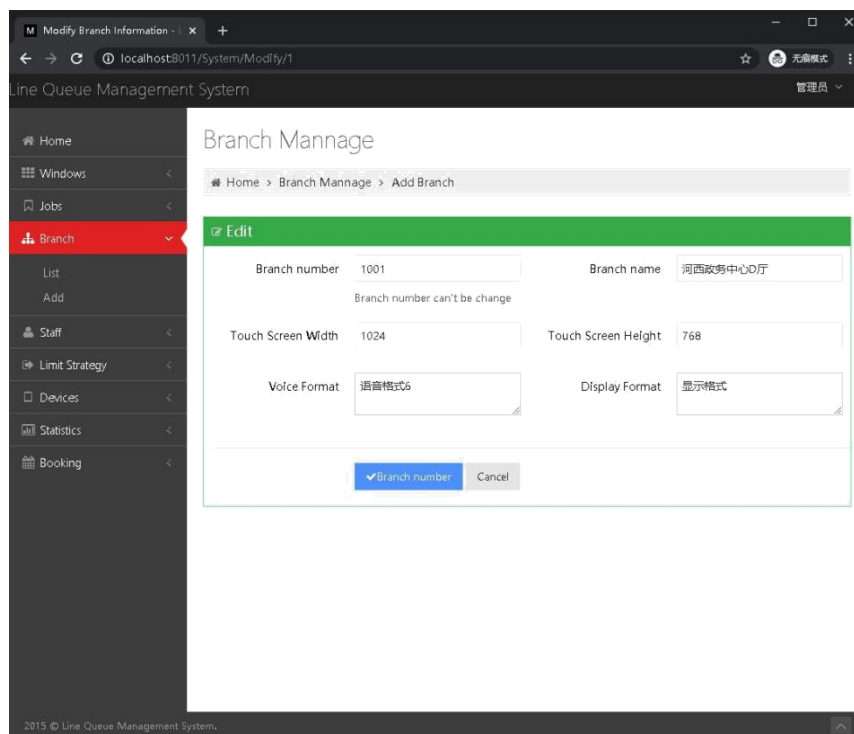 M Modify Branch Information - L
localhost:8011/System/Modify/1
无痕模式
Line Queue Management System
管理员
Home
Windows
Jobs
Branch
List
Add
Staff
Limit Strategy
Devices
Statistics
Booking
Branch Mannage
Home > Branch Mannage > Add Branch
Edit
Branch number 1001 Branch name 河西政务中心D厅
Branch number can't be change
Touch Screen Width 1024 Touch Screen Height 768
Voice Format 语音格式6 Display Format 显示格式
Branch number Cancel
2015 © Line Queue Management System.